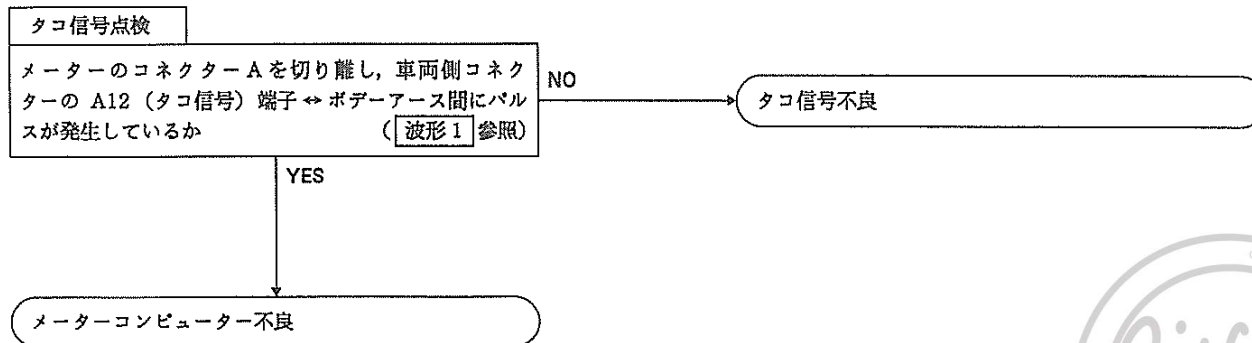 タコ信号点検
メーターのコネクターAを切り離し，車両側コネク
ターの A12（タコ信号）端子⇔ボデーアース間にパル
スが発生しているか （波形1 参照）
NO
タコ信号不良
YES
メーターコンピューター不良